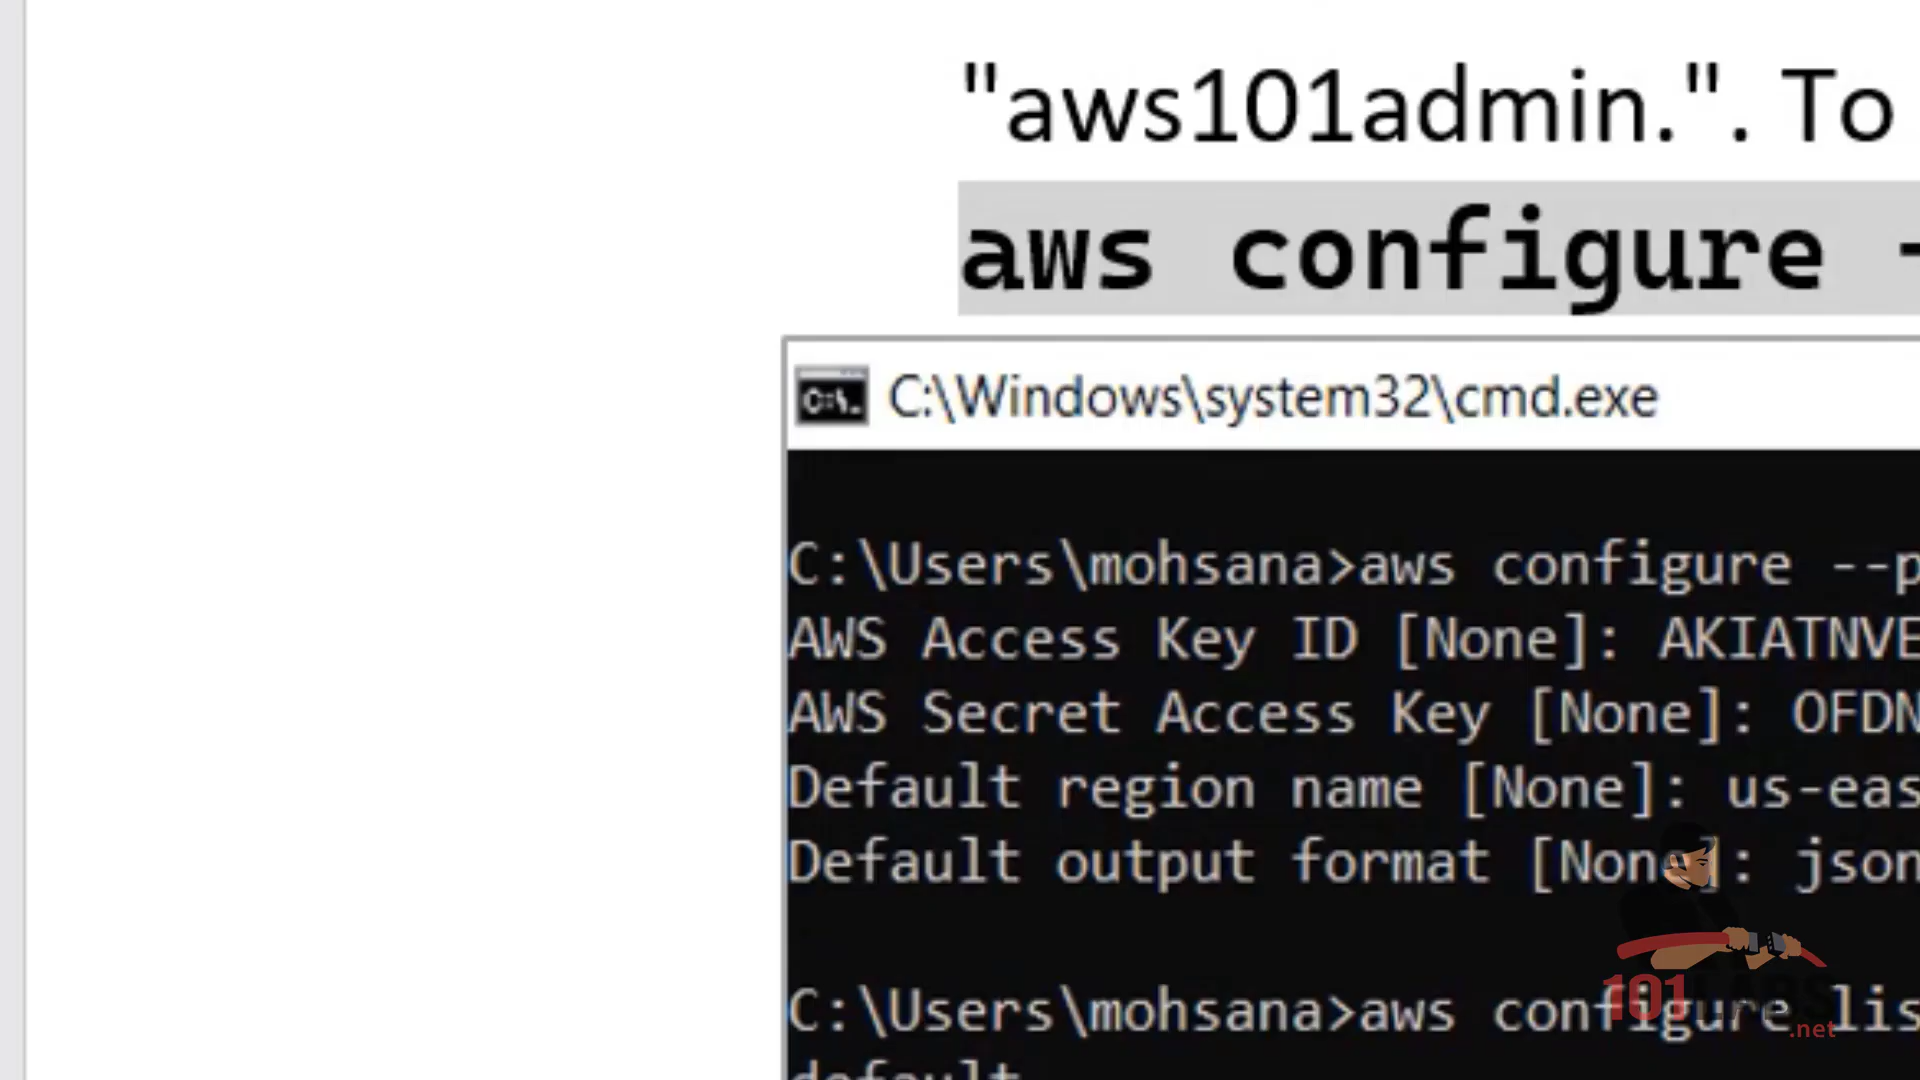 "aws101admin.". To
aws configure -
C:\Windows\system32\cmd.exe
C:\Users\mohsana>aws configure --p
AWS Access Key ID [None]: AKIATNVE
AWS Secret Access Key [None]: OFDN
Default region name [None]: us-eas
Default output format [None]: json
C:\Users\mohsana>aws configure lis
default
101LABS
.net